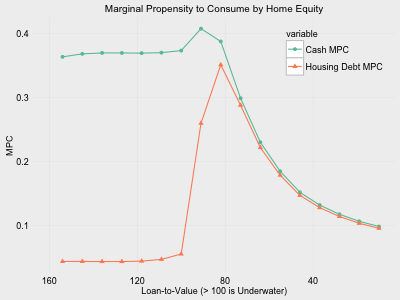 Marginal Propensity to Consume by Home Equity
variable
Cash MPC
Housing Debt MPC
MPC
0.4
0.3
0.2
0.1
160
120
80
40
Loan-to-Value (> 100 is Underwater)